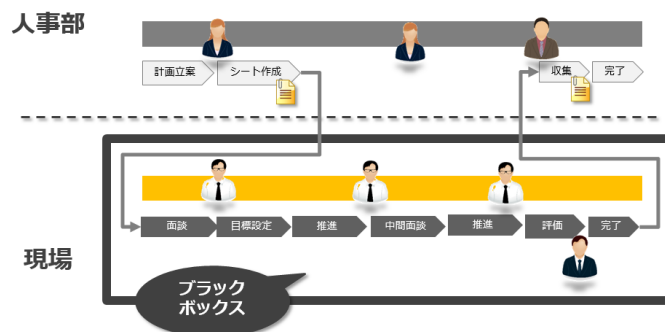 人事部
計画立案
シート作成
収集
完了
面談
目標設定
推進
中間面談
推進
評価
完了
現場
ブラック
ボックス